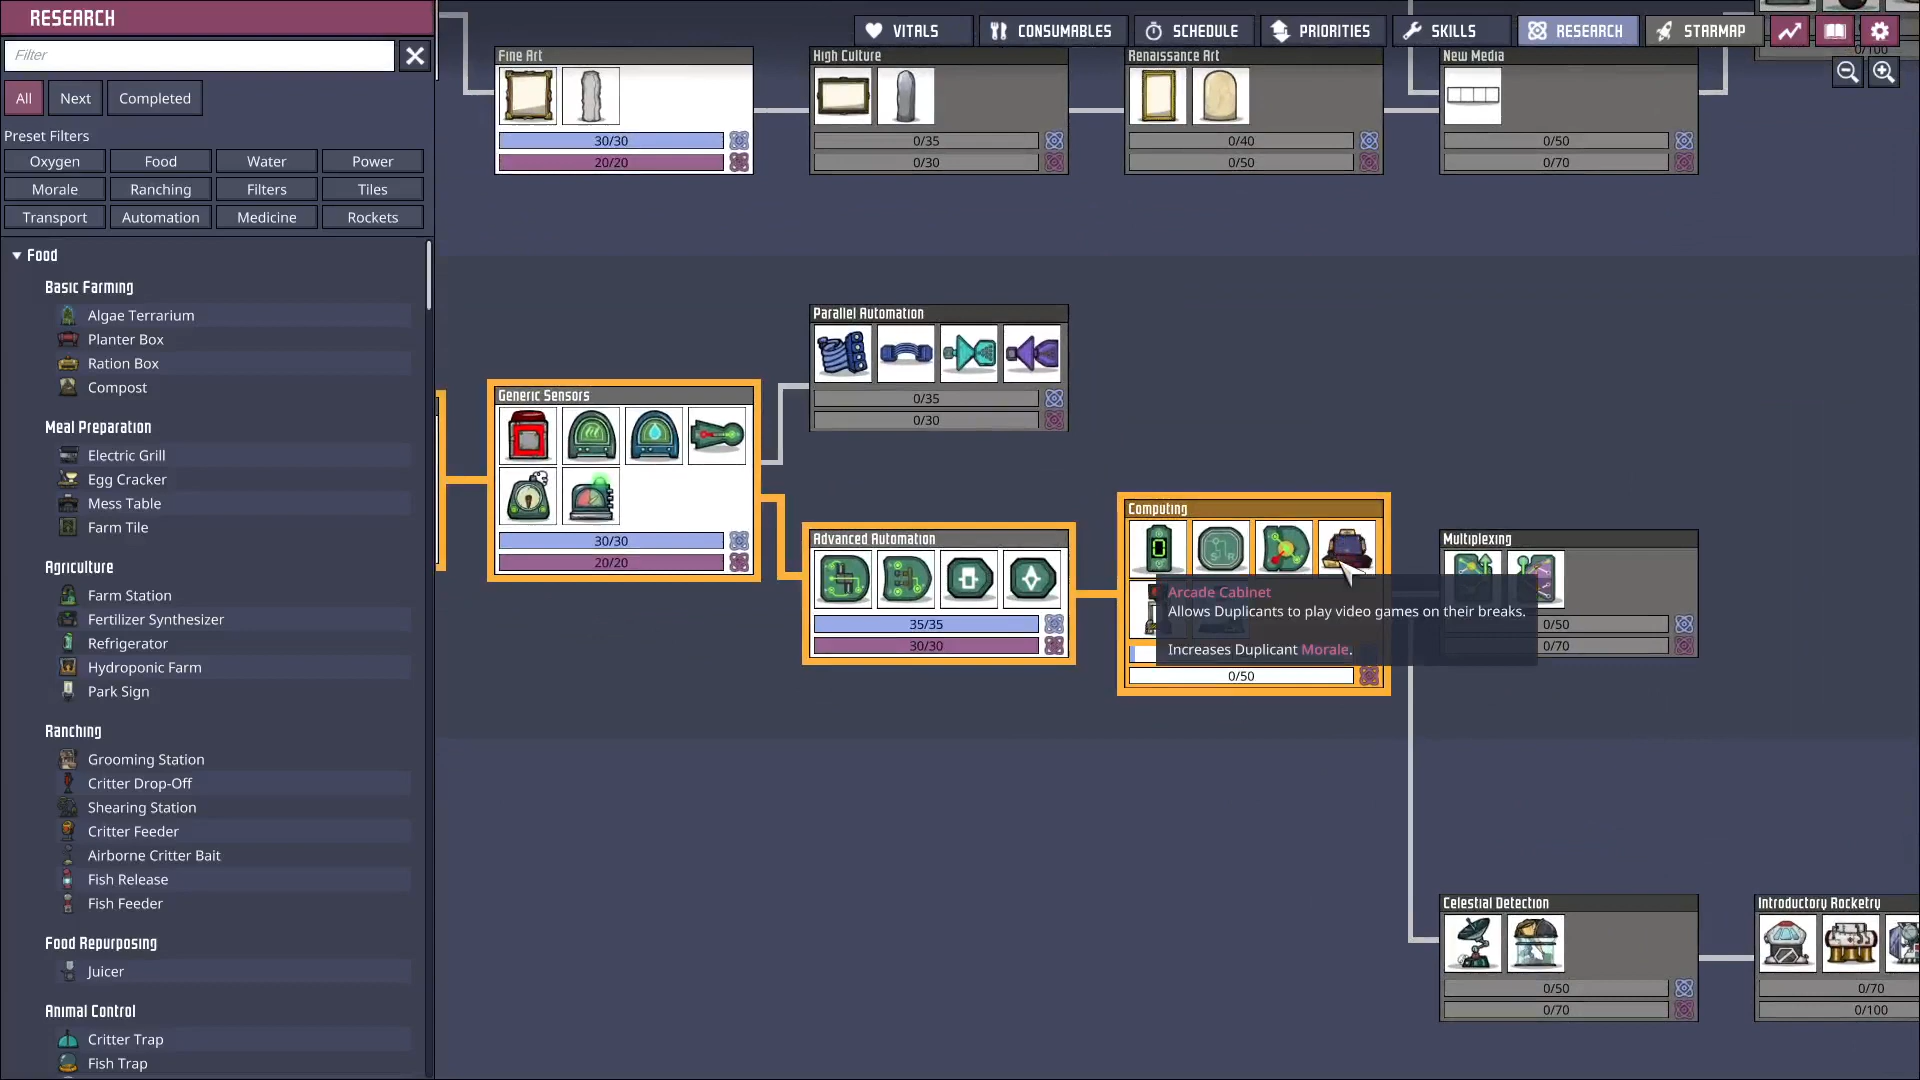 RESEARCH
VITALS
CONSUMABLES
SCHEDULE
PRIORITIES
SKILLS
RESEARCH
STARMAP
Filter
All
Next
Completed
Preset Filters
Oxygen
Food
Water
Power
Morale
Ranching
Filters
Tiles
Transport
Automation
Medicine
Rockets
Food
Basic Farming
Algae Terrarium
Planter Box
Ration Box
Compost
Meal Preparation
Electric Grill
Egg Cracker
Mess Table
Farm Tile
Agriculture
Farm Station
Fertilizer Synthesizer
Refrigerator
Hydroponic Farm
Park Sign
Ranching
Grooming Station
Critter Drop-Off
Shearing Station
Critter Feeder
Airborne Critter Bait
Fish Release
Fish Feeder
Food Repurposing
Juicer
Animal Control
Critter Trap
Fish Trap
Fine Art
30/30
20/20
High Culture
0/35
0/30
Renaissance Art
0/40
0/50
New Media
0/50
0/70
0/100
Parallel Automation
0/35
0/30
Generic Sensors
30/30
20/20
Advanced Automation
35/35
30/30
Computing
0/50
Arcade Cabinet
Allows Duplicants to play video games on their breaks.
Increases Duplicant Morale.
Multiplexing
0/50
0/70
Celestial Detection
0/50
0/70
Introductory Rocketry
0/70
0/100